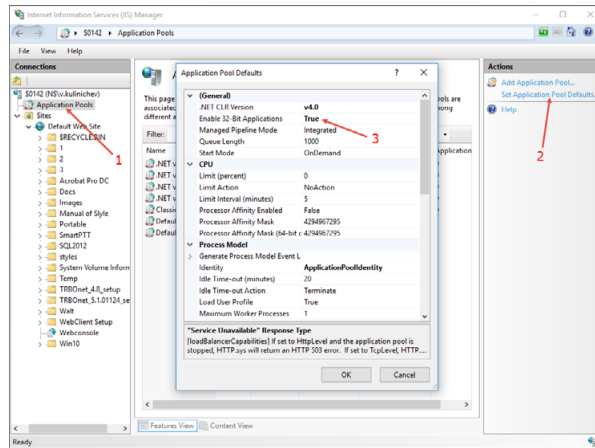 Internet Information Services (IIS) Manager
S0142 ▸ Application Pools
File View Help
Connections
S0142 (NS\v.kulinichev)
Application Pools
Sites
Default Web Site
$RECYCLE.BIN
1
2
3
Acrobat Pro DC
Docs
Images
Manual of Style
Portable
SmartPTT
SQL2012
styles
System Volume Inform
Temp
TRBOnet_4.8_setup
TRBOnet_5.1.01124_se
Walt
WebClient Setup
Webconsole
Win10
1
This page
associated
different a
Filter:
Name
.NET v
.NET v
.NET v
.NET v
Classic
Defaul
Defaul
ools are
mong
Application
Application Pool Defaults
?
(General)
.NET CLR Version v4.0
Enable 32-Bit Applications True
Managed Pipeline Mode Integrated
Queue Length 1000
Start Mode OnDemand
3
CPU
Limit (percent) 0
Limit Action NoAction
Limit Interval (minutes) 5
Processor Affinity Enabled False
Processor Affinity Mask 4294967295
Processor Affinity Mask (64-bit c 4294967295
Process Model
Generate Process Model Event L
Identity ApplicationPoolIdentity
Idle Time-out (minutes) 20
Idle Time-out Action Terminate
Load User Profile True
Maximum Worker Processes 1
"Service Unavailable" Response Type
[loadBalancerCapabilities] If set to HttpLevel and the application pool is
stopped, HTTP.sys will return an HTTP 503 error. If set to TcpLevel, HTTP....
OK Cancel
Actions
Add Application Pool...
Set Application Pool Defaults...
Help
2
Features View Content View
Ready